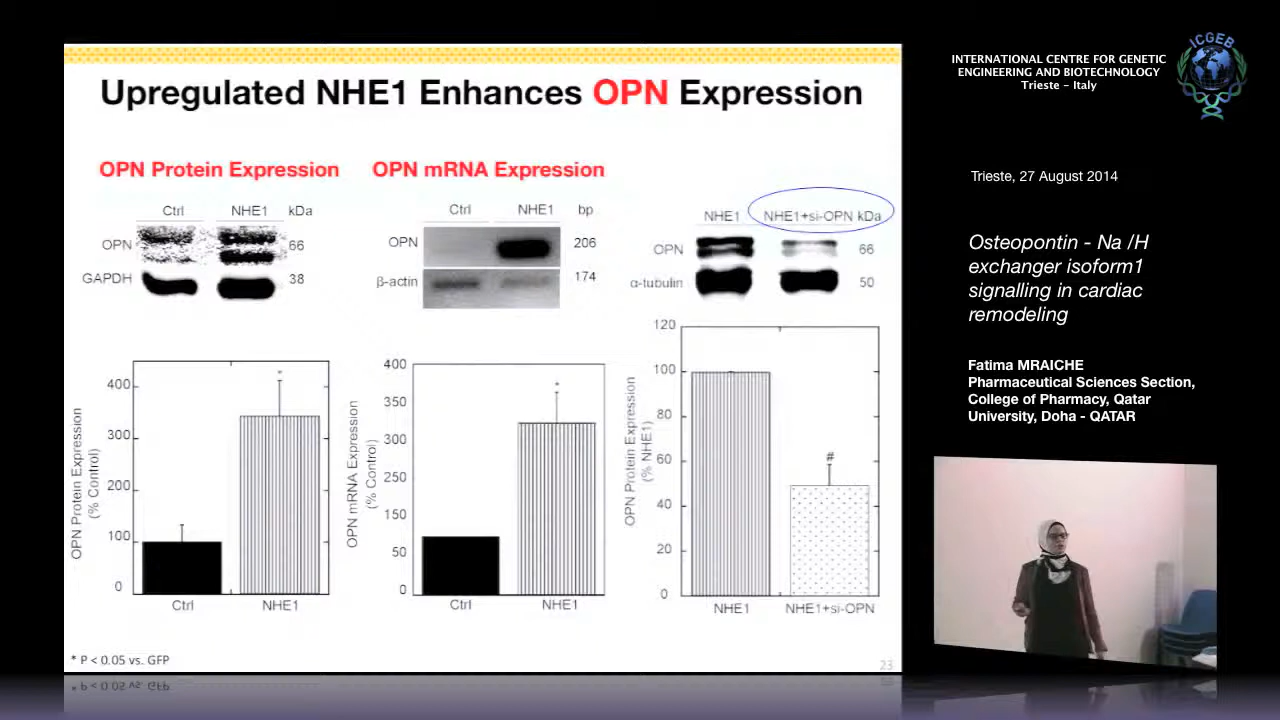 Upregulated NHE1 Enhances OPN Expression
OPN Protein Expression
Ctrl NHE1 kDa
OPN 66
GAPDH 38
400
300
200
100
0
OPN Protein Expression
(% Control)
*
Ctrl NHE1
OPN mRNA Expression
Ctrl NHE1 bp
OPN 206
β-actin 174
400
350
300
250
150
50
0
OPN mRNA Expression
(% Control)
*
Ctrl NHE1
NHE1 NHE1+si-OPN kDa
OPN 66
α-tubulin 50
120
100
80
60
40
20
0
OPN Protein Expression
(% NHE1)
#
NHE1 NHE1+si-OPN
* P < 0.05 vs. GFP
23
INTERNATIONAL CENTRE FOR GENETIC
ENGINEERING AND BIOTECHNOLOGY
Trieste - Italy
ICGEB
Trieste, 27 August 2014
Osteopontin - Na /H
exchanger isoform1
signalling in cardiac
remodeling
Fatima MRAICHE
Pharmaceutical Sciences Section,
College of Pharmacy, Qatar
University, Doha - QATAR